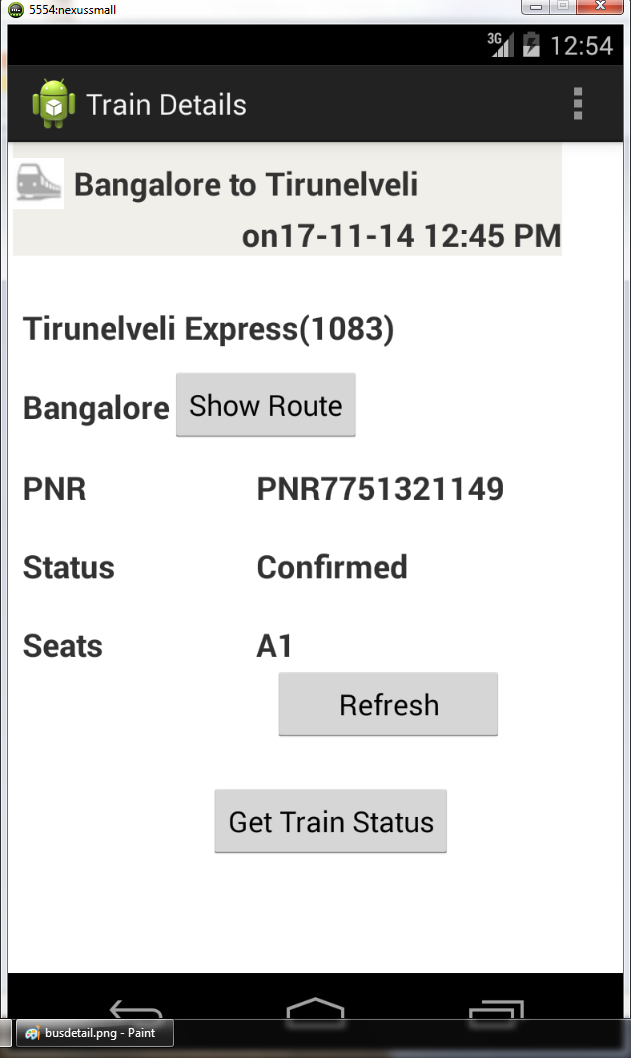 5554:nexussmall
3G 12:54
Train Details
Bangalore to Tirunelveli
on17-11-14 12:45 PM
Tirunelveli Express(1083)
Bangalore Show Route
PNR PNR7751321149
Status Confirmed
Seats A1
Refresh
Get Train Status
busdetail.png - Paint